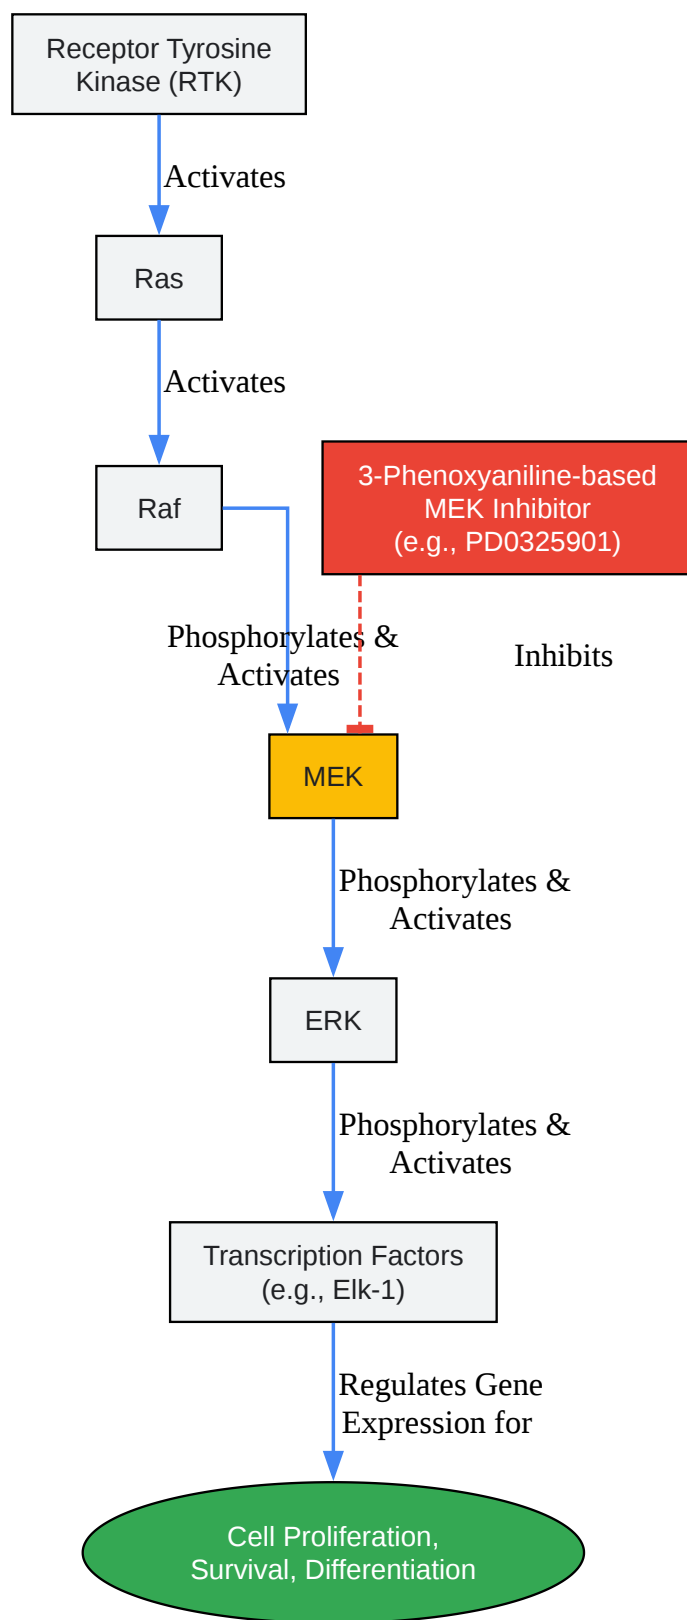 Receptor Tyrosine
Kinase (RTK)
Activates
Ras
Activates
Raf
3-Phenoxyaniline-based
MEK Inhibitor
(e.g., PD0325901)
Phosphorylates &
Activates
Inhibits
MEK
Phosphorylates &
Activates
ERK
Phosphorylates &
Activates
Transcription Factors
(e.g., Elk-1)
Regulates Gene
Expression for
Cell Proliferation,
Survival, Differentiation